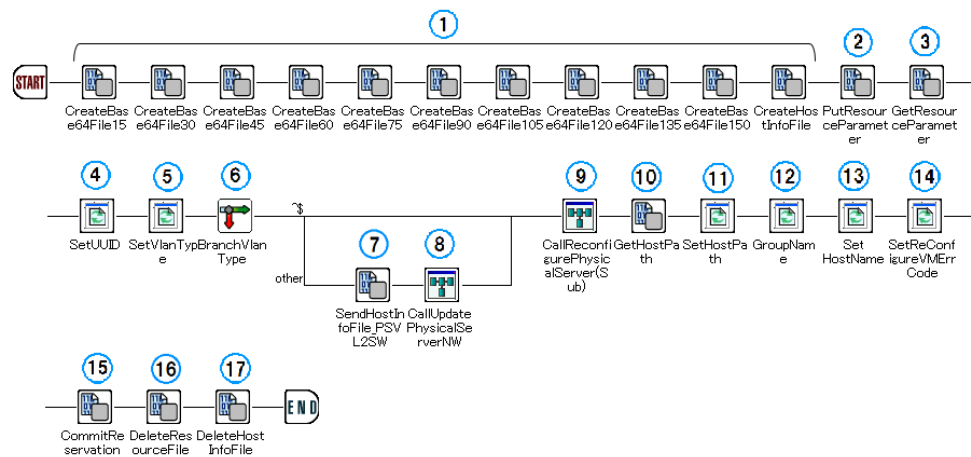 1
2
3
START
CreateBas
e64File15
CreateBas
e64File30
CreateBas
e64File45
CreateBas
e64File60
CreateBas
e64File75
CreateBas
e64File90
CreateBas
e64File105
CreateBas
e64File120
CreateBas
e64File135
CreateBas
e64File150
CreateHos
tInfoFile
PutResour
ceParamet
er
GetResour
ceParamet
er
4
5
6
9
10
11
12
13
14
SetUUID
SetVlanTyp
e
BranchVlan
Type
^$
other
7
8
SendHostIn
foFile_PSV
L2SW
CallUpdate
PhysicalSe
rverNW
CallReconfi
gurePhysic
alServer(S
ub)
GetHostPa
th
SetHostPa
th
GroupNam
e
Set
HostName
SetReConf
igureVMErr
Code
15
16
17
CommitRe
servation
DeleteRes
ourceFile
DeleteHost
InfoFile
END